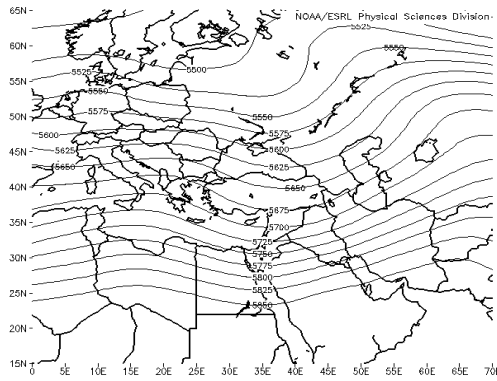 65N
NOAA/ESRL Physical Sciences Division
5525
60N
5550
5525
5500
55N
5550
5575
50N
5550
5600
5575
45N
5625
5600
5650
5625
40N
5650
35N
5675
5700
5725
30N
5750
5775
5800
25N
5825
5850
20N
15N
0 5E 10E 15E 20E 25E 30E 35E 40E 45E 50E 55E 60E 65E 70E